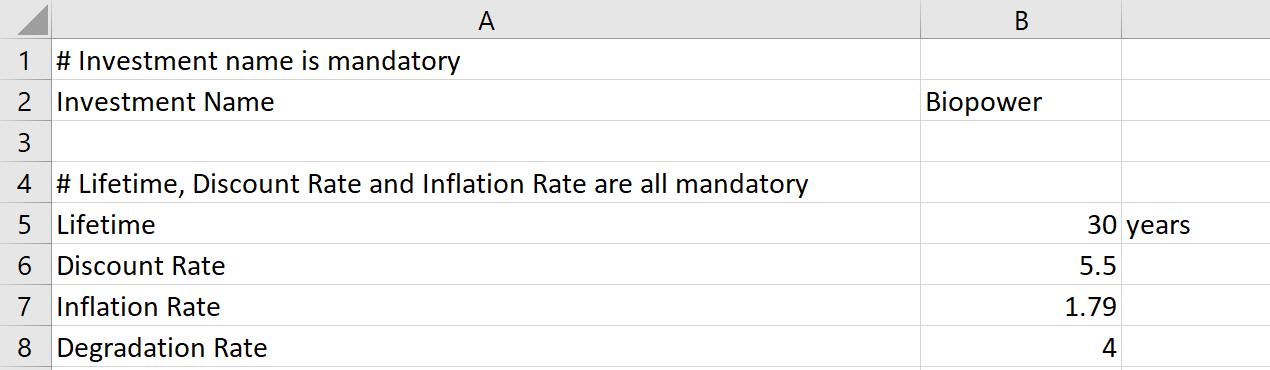 A B
1 # Investment name is mandatory
2 Investment Name Biopower
3
4 # Lifetime, Discount Rate and Inflation Rate are all mandatory
5 Lifetime 30 years
6 Discount Rate 5.5
7 Inflation Rate 1.79
8 Degradation Rate 4